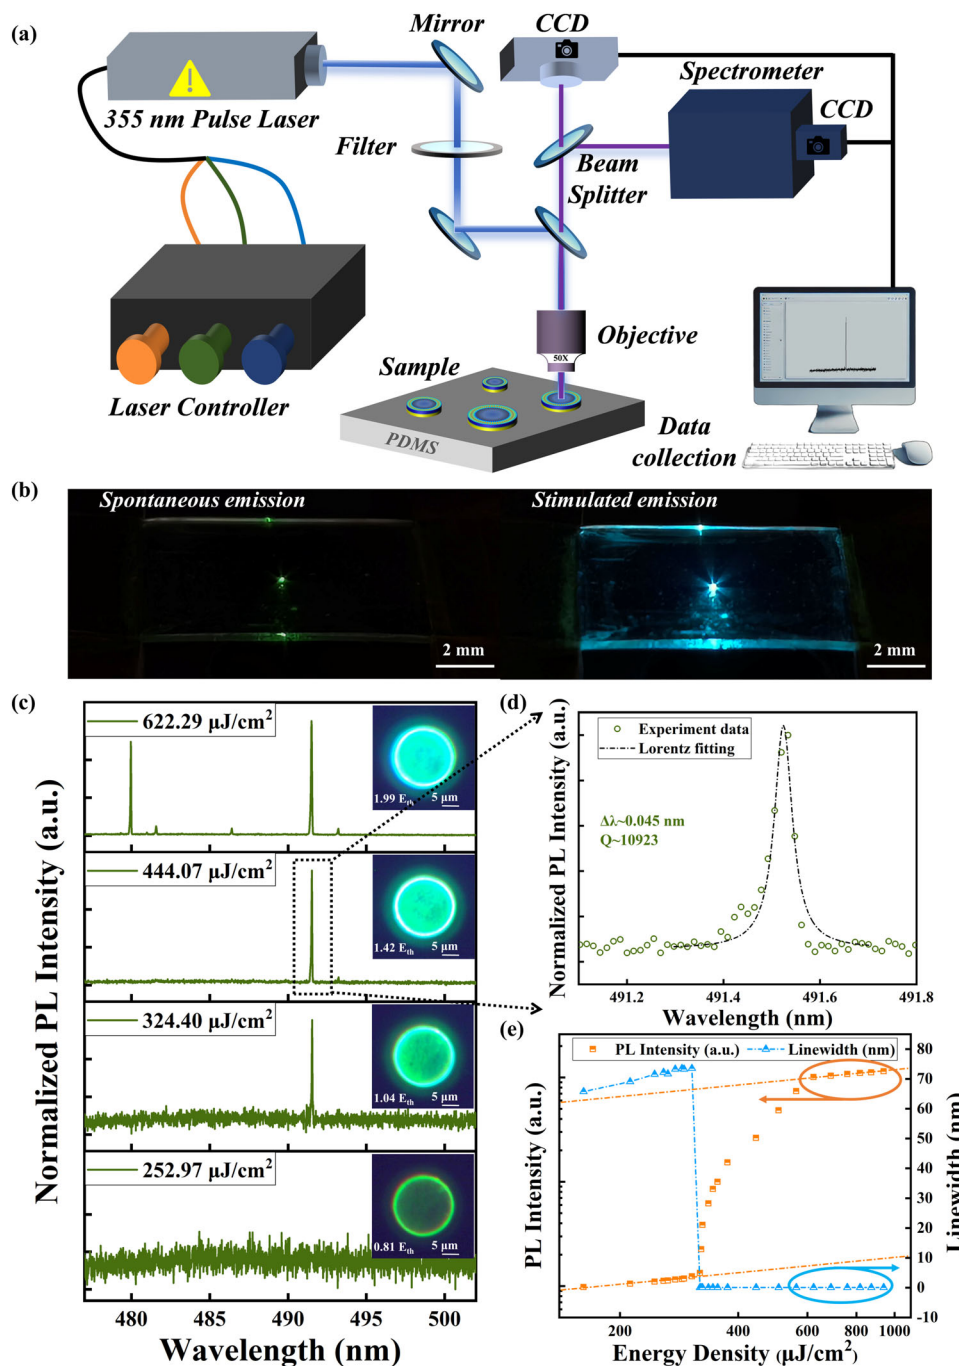 (a)
Mirror
CCD
Spectrometer
CCD
355 nm Pulse Laser
Filter
Beam
Splitter
Objective
50X
Sample
Laser Controller
PDMS
Data
collection
(b)
Spontaneous emission
Stimulated emission
2 mm
2 mm
(c)
622.29 μJ/cm²
1.99 Eth
5 μm
444.07 μJ/cm²
1.42 Eth
5 μm
324.40 μJ/cm²
1.04 Eth
5 μm
252.97 μJ/cm²
0.81 Eth
5 μm
Normalized PL Intensity (a.u.)
480 485 490 495 500
Wavelength (nm)
(d)
Experiment data
Lorentz fitting
Δλ~0.045 nm
Q~10923
Normalized PL Intensity (a.u.)
491.2 491.4 491.6 491.8
Wavelength (nm)
(e)
PL Intensity (a.u.)
Linewidth (nm)
PL Intensity (a.u.)
80
70
60
50
40
30
20
10
0
-10
Linewidth (nm)
200 400 600 800 1000
Energy Density (μJ/cm²)